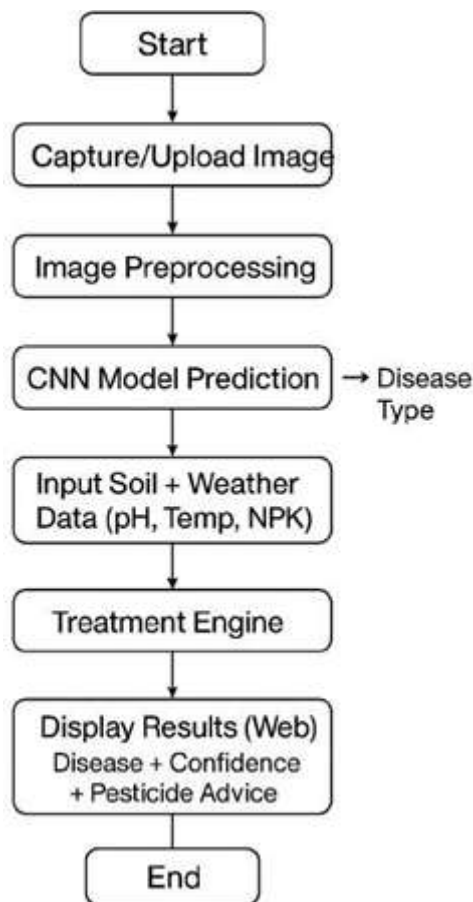 Start
Capture/Upload Image
Image Preprocessing
CNN Model Prediction → Disease
Type
Input Soil + Weather
Data (pH, Temp, NPK)
Treatment Engine
Display Results (Web)
Disease + Confidence
+ Pesticide Advice
End